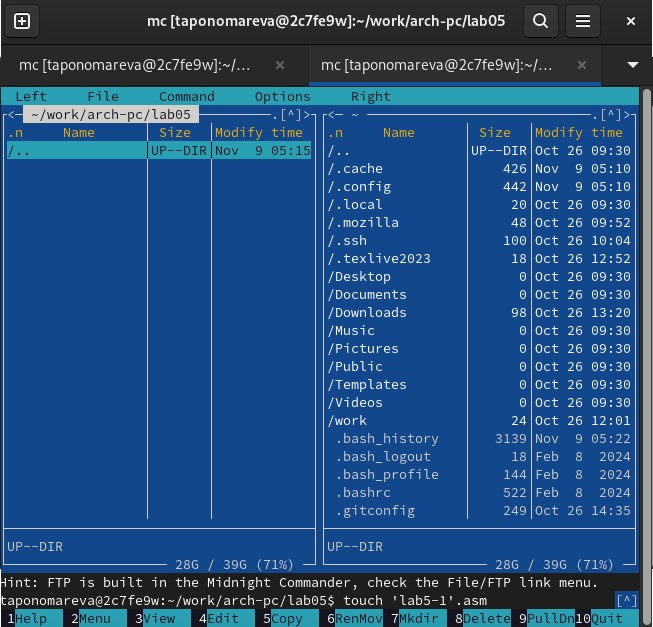 mc [taponomareva@2c7fe9w]:~/work/arch-pc/lab05
mc [taponomareva@2c7fe9w]:~/... × mc [taponomareva@2c7fe9w]:~/... ×
Left File Command Options Right
<— ~/work/arch-pc/lab05 .[^]> <— ~ .[^]>
.n Name Size Modify time .n Name Size Modify time
/.. UP--DIR Nov 9 05:15 /.. UP--DIR Oct 26 09:30
/.cache 426 Nov 9 05:10
/.config 442 Nov 9 05:10
/.local 20 Oct 26 09:30
/.mozilla 48 Oct 26 09:52
/.ssh 100 Oct 26 10:04
/.texlive2023 18 Oct 26 12:52
/Desktop 0 Oct 26 09:30
/Documents 0 Oct 26 09:30
/Downloads 98 Oct 26 13:20
/Music 0 Oct 26 09:30
/Pictures 0 Oct 26 09:30
/Public 0 Oct 26 09:30
/Templates 0 Oct 26 09:30
/Videos 0 Oct 26 09:30
/work 24 Oct 26 12:01
.bash_history 3139 Nov 9 05:22
.bash_logout 18 Feb 8 2024
.bash_profile 144 Feb 8 2024
.bashrc 522 Feb 8 2024
.gitconfig 249 Oct 26 14:35
UP--DIR UP--DIR
28G / 39G (71%) 28G / 39G (71%)
Hint: FTP is built in the Midnight Commander, check the File/FTP link menu.
taponomareva@2c7fe9w:~/work/arch-pc/lab05$ touch 'lab5-1'.asm [^]
1Help 2Menu 3View 4Edit 5Copy 6RenMov 7Mkdir 8Delete 9PullDn 10Quit